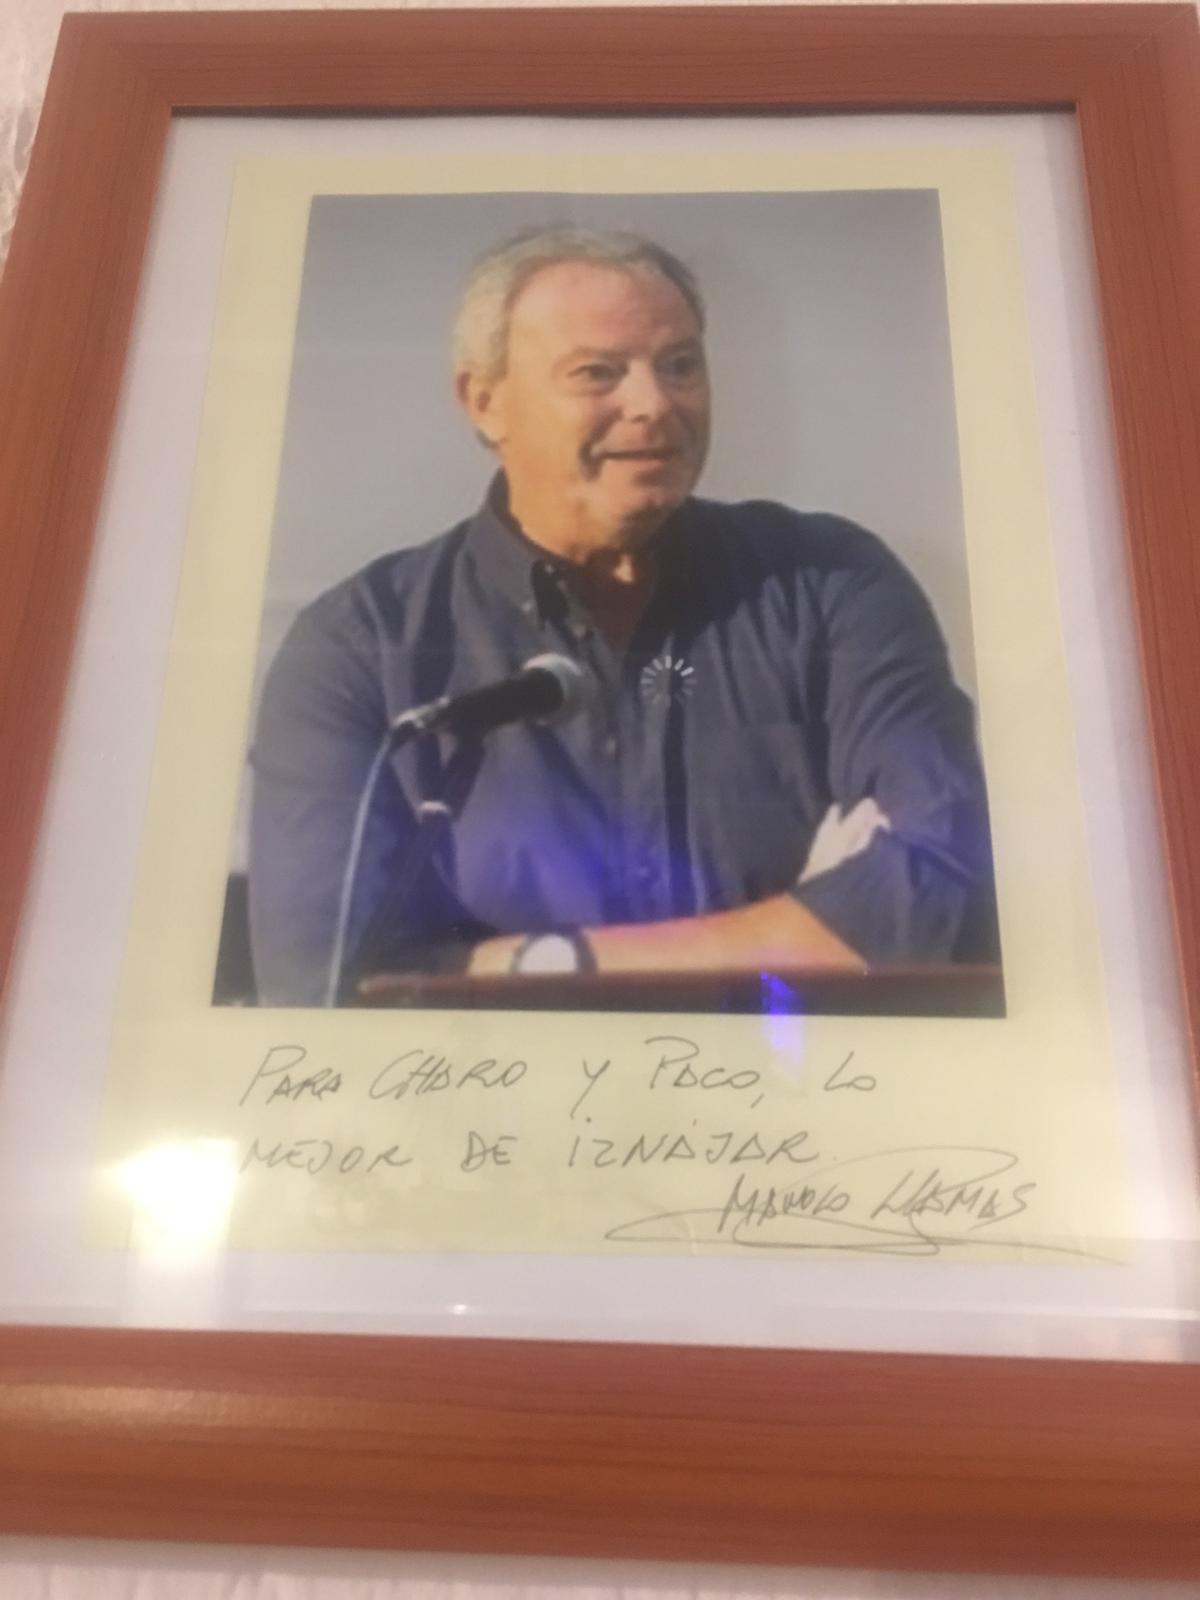 PARA CHARO Y PACO, LO
MEJOR DE IZNÁJAR.
MANOLO LLAMAS